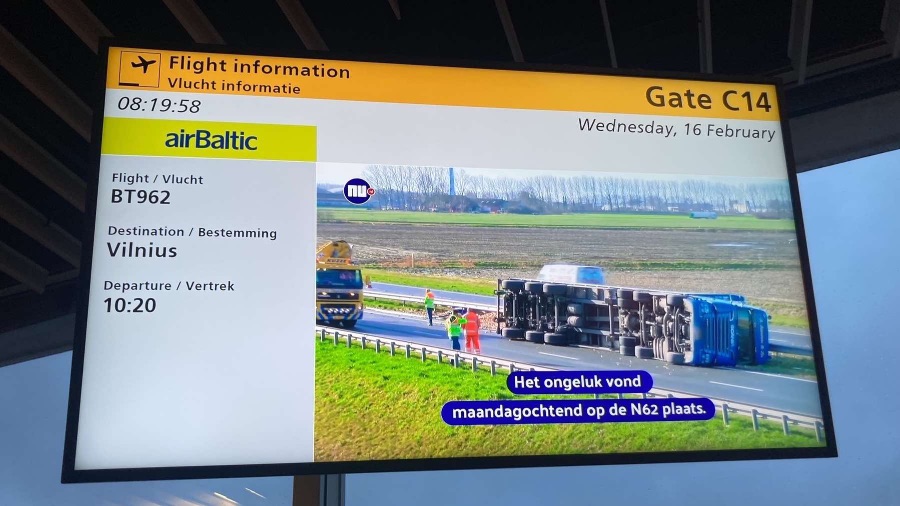 Flight information
Vlucht informatie
Gate C14
08:19:58
Wednesday, 16 February
airBaltic
Flight / Vlucht
BT962
Destination / Bestemming
Vilnius
Departure / Vertrek
10:20
nu
Het ongeluk vond
maandagochtend op de N62 plaats.